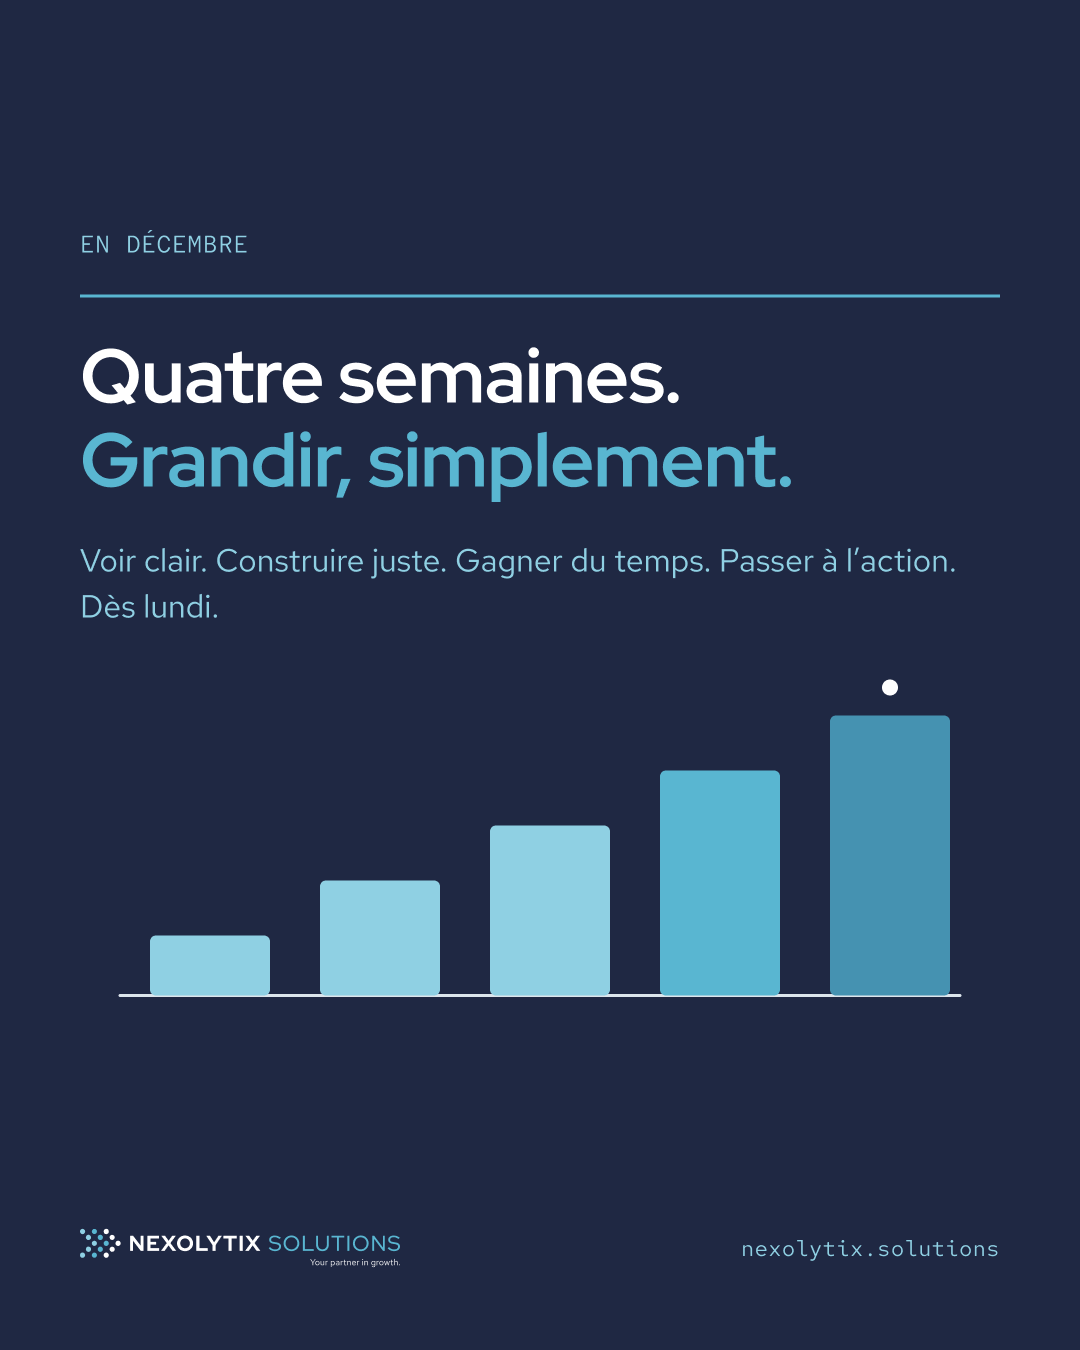 EN DÉCEMBRE
Quatre semaines.
Grandir, simplement.
Voir clair. Construire juste. Gagner du temps. Passer à l’action.
Dès lundi.
NEXOLYTIX SOLUTIONS
Your partner in growth.
nexolytix.solutions